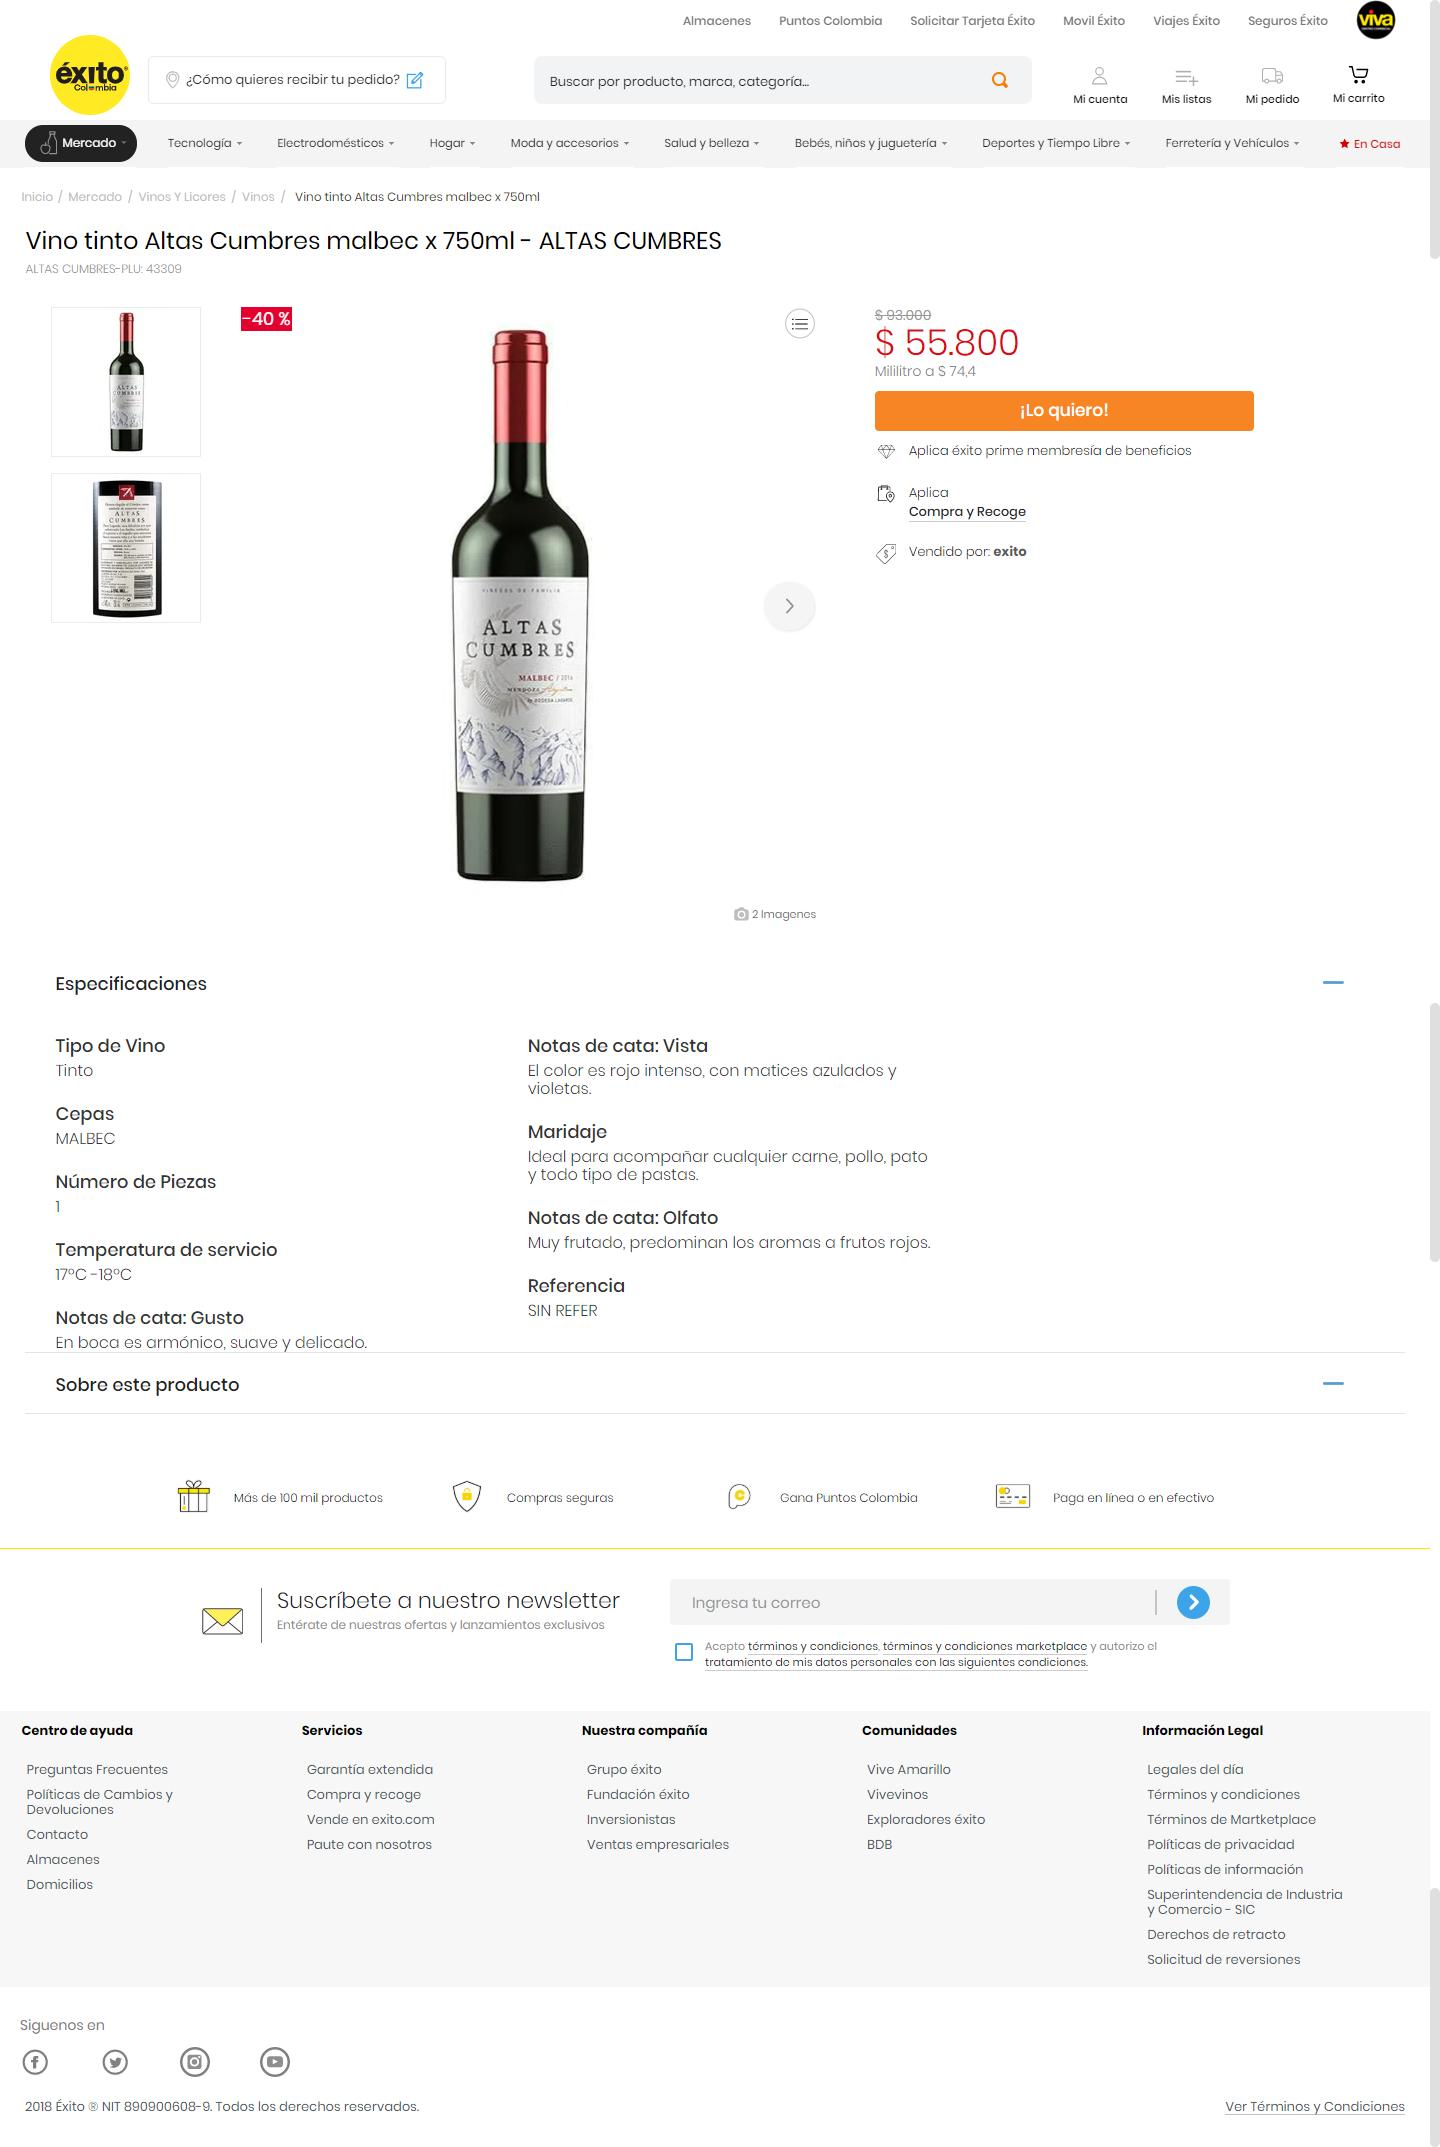 Almacenes Puntos Colombia Solicitar Tarjeta Éxito Movil Éxito Viajes Éxito Seguros Éxito viva
éxito
Colombia
¿Cómo quieres recibir tu pedido?
Buscar por producto, marca, categoría...
Mi cuenta Mis listas Mi pedido Mi carrito
Mercado Tecnología Electrodomésticos Hogar Moda y accesorios Salud y belleza Bebés, niños y juguetería Deportes y Tiempo Libre Ferretería y Vehículos En Casa
Inicio / Mercado / Vinos Y Licores / Vinos / Vino tinto Altas Cumbres malbec x 750ml
Vino tinto Altas Cumbres malbec x 750ml - ALTAS CUMBRES
ALTAS CUMBRES-PLU: 43309
-40 %
ALTAS
CUMBRES
ALTAS
CUMBRES
VINEDOS DE FAMILIA
ALTAS
CUMBRES
MALBEC / 2016
MENDOZA Argentina
de BODEGA LAGARDE
2 Imagenes
$ 93.000
$ 55.800
Mililitro a $ 74,4
¡Lo quiero!
Aplica éxito prime membresía de beneficios
Aplica
Compra y Recoge
Vendido por: exito
Especificaciones
Tipo de Vino
Tinto
Cepas
MALBEC
Número de Piezas
1
Temperatura de servicio
17°C -18°C
Notas de cata: Gusto
En boca es armónico, suave y delicado.
Notas de cata: Vista
El color es rojo intenso, con matices azulados y
violetas.
Maridaje
Ideal para acompañar cualquier carne, pollo, pato
y todo tipo de pastas.
Notas de cata: Olfato
Muy frutado, predominan los aromas a frutos rojos.
Referencia
SIN REFER
Sobre este producto
Más de 100 mil productos
Compras seguras
Gana Puntos Colombia
Paga en línea o en efectivo
Suscríbete a nuestro newsletter
Entérate de nuestras ofertas y lanzamientos exclusivos
Ingresa tu correo
Acepto términos y condiciones, términos y condiciones marketplace y autorizo el
tratamiento de mis datos personales con las siguientes condiciones.
Centro de ayuda
Preguntas Frecuentes
Políticas de Cambios y
Devoluciones
Contacto
Almacenes
Domicilios
Servicios
Garantía extendida
Compra y recoge
Vende en exito.com
Paute con nosotros
Nuestra compañía
Grupo éxito
Fundación éxito
Inversionistas
Ventas empresariales
Comunidades
Vive Amarillo
Vivevinos
Exploradores éxito
BDB
Información Legal
Legales del día
Términos y condiciones
Términos de Martketplace
Políticas de privacidad
Políticas de información
Superintendencia de Industria
y Comercio - SIC
Derechos de retracto
Solicitud de reversiones
Siguenos en
2018 Éxito ® NIT 890900608-9. Todos los derechos reservados.
Ver Términos y Condiciones